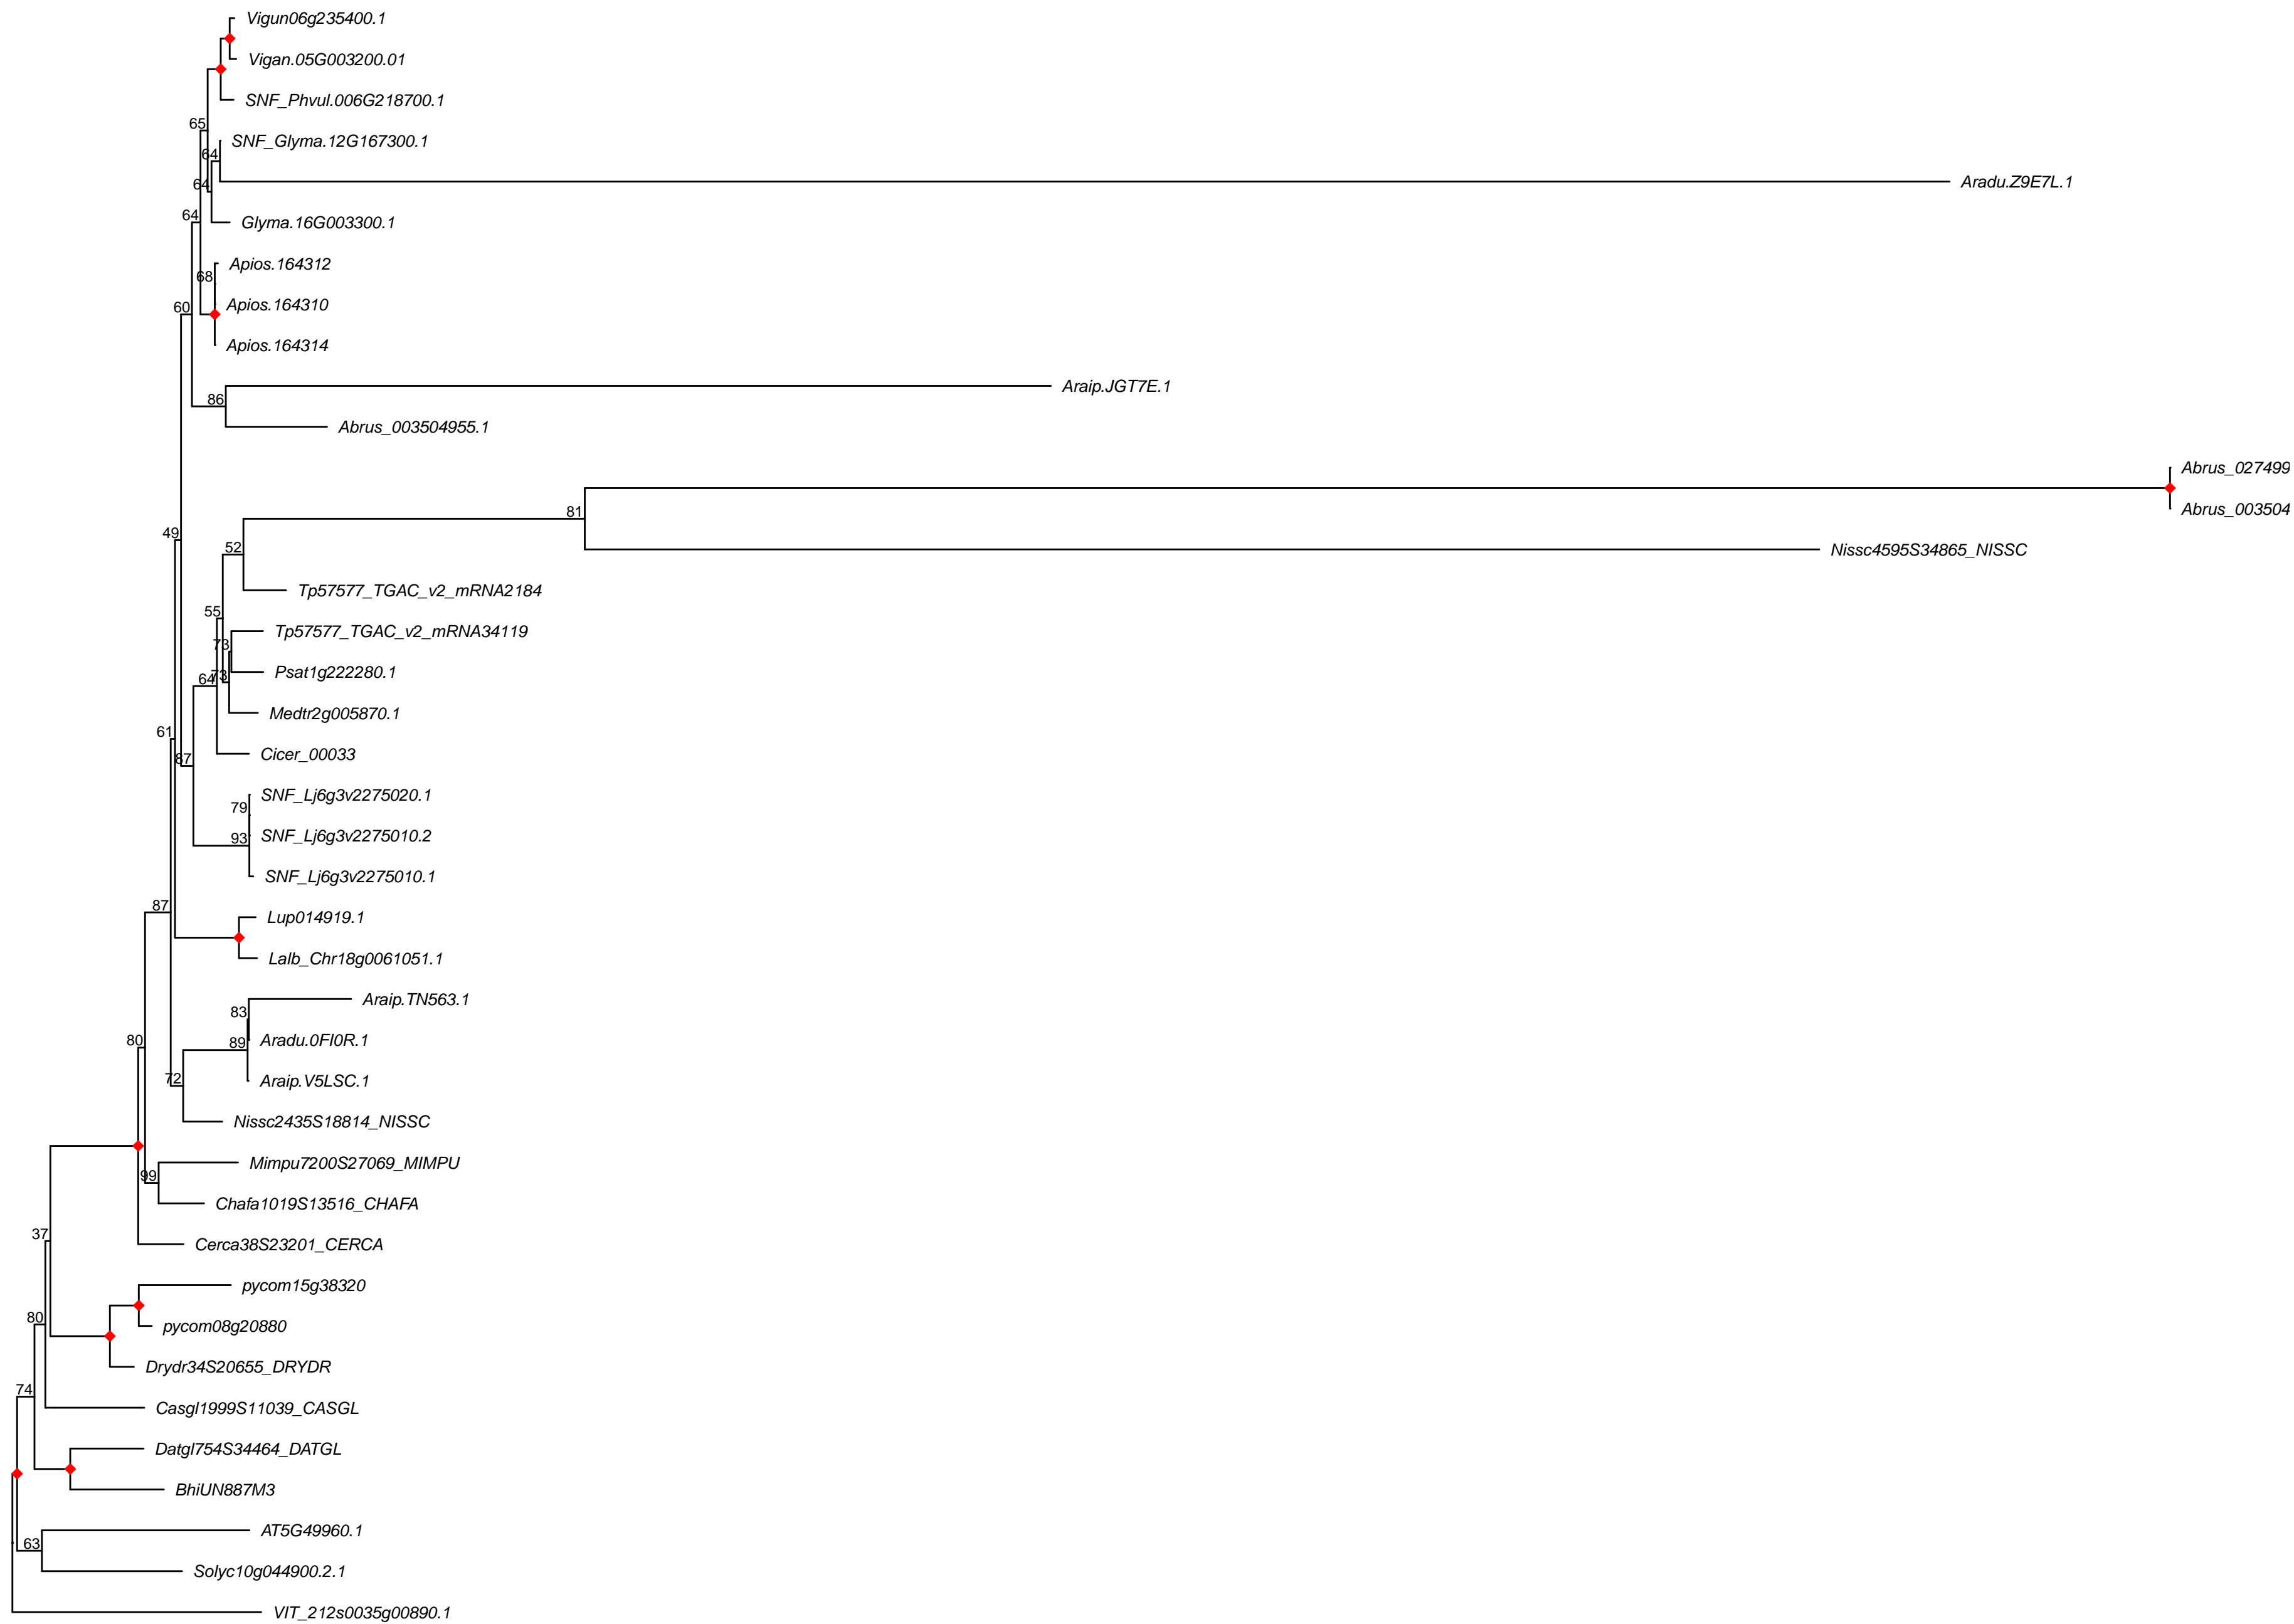 Vigun06g235400.1
Vigan.05G003200.01
SNF_Phvul.006G218700.1
65
SNF_Glyma.12G167300.1
64
Aradu.Z9E7L.1
64
64
Glyma.16G003300.1
Apios.164312
68
60
Apios.164310
Apios.164314
Araip.JGT7E.1
86
Abrus_003504955.1
Abrus_027499
81
Abrus_003504
49
52
Nissc4595S34865_NISSC
Tp57577_TGAC_v2_mRNA2184
55
Tp57577_TGAC_v2_mRNA34119
73
Psat1g222280.1
64
73
Medtr2g005870.1
61
Cicer_00033
87
SNF_Lj6g3v2275020.1
79
SNF_Lj6g3v2275010.2
93
SNF_Lj6g3v2275010.1
87
Lup014919.1
Lalb_Chr18g0061051.1
Araip.TN563.1
83
80
Aradu.0FI0R.1
89
72
Araip.V5LSC.1
Nissc2435S18814_NISSC
Mimpu7200S27069_MIMPU
99
Chafa1019S13516_CHAFA
37
Cerca38S23201_CERCA
pycom15g38320
80
pycom08g20880
Drydr34S20655_DRYDR
74
Casgl1999S11039_CASGL
Datgl754S34464_DATGL
BhiUN887M3
AT5G49960.1
63
Solyc10g044900.2.1
VIT_212s0035g00890.1